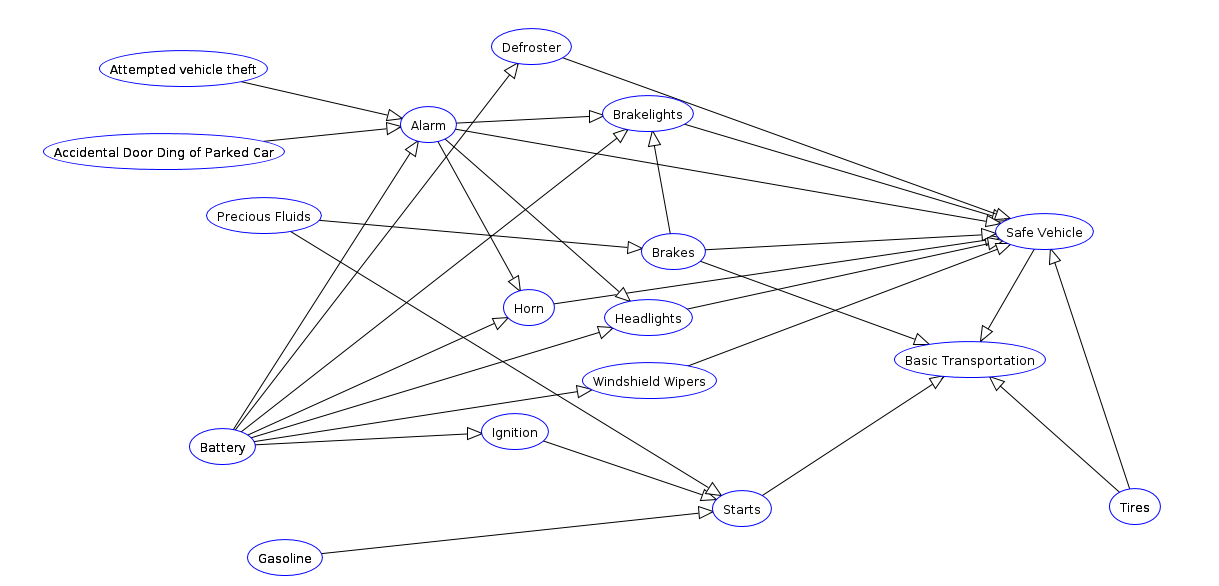 Defroster
Attempted vehicle theft
Brakelights
Alarm
Accidental Door Ding of Parked Car
Precious Fluids
Safe Vehicle
Brakes
Horn
Headlights
Basic Transportation
Windshield Wipers
Ignition
Battery
Starts
Tires
Gasoline